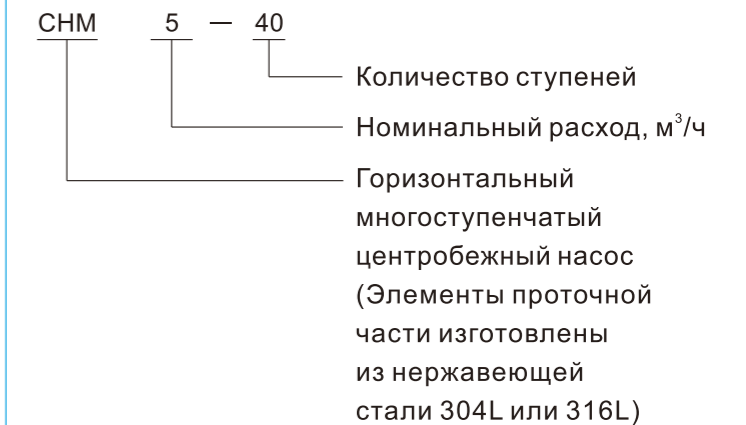 CHM 5 — 40
Количество ступеней
Номинальный расход, м³/ч
Горизонтальный
многоступенчатый
центробежный насос
(Элементы проточной
части изготовлены
из нержавеющей
стали 304L или 316L)